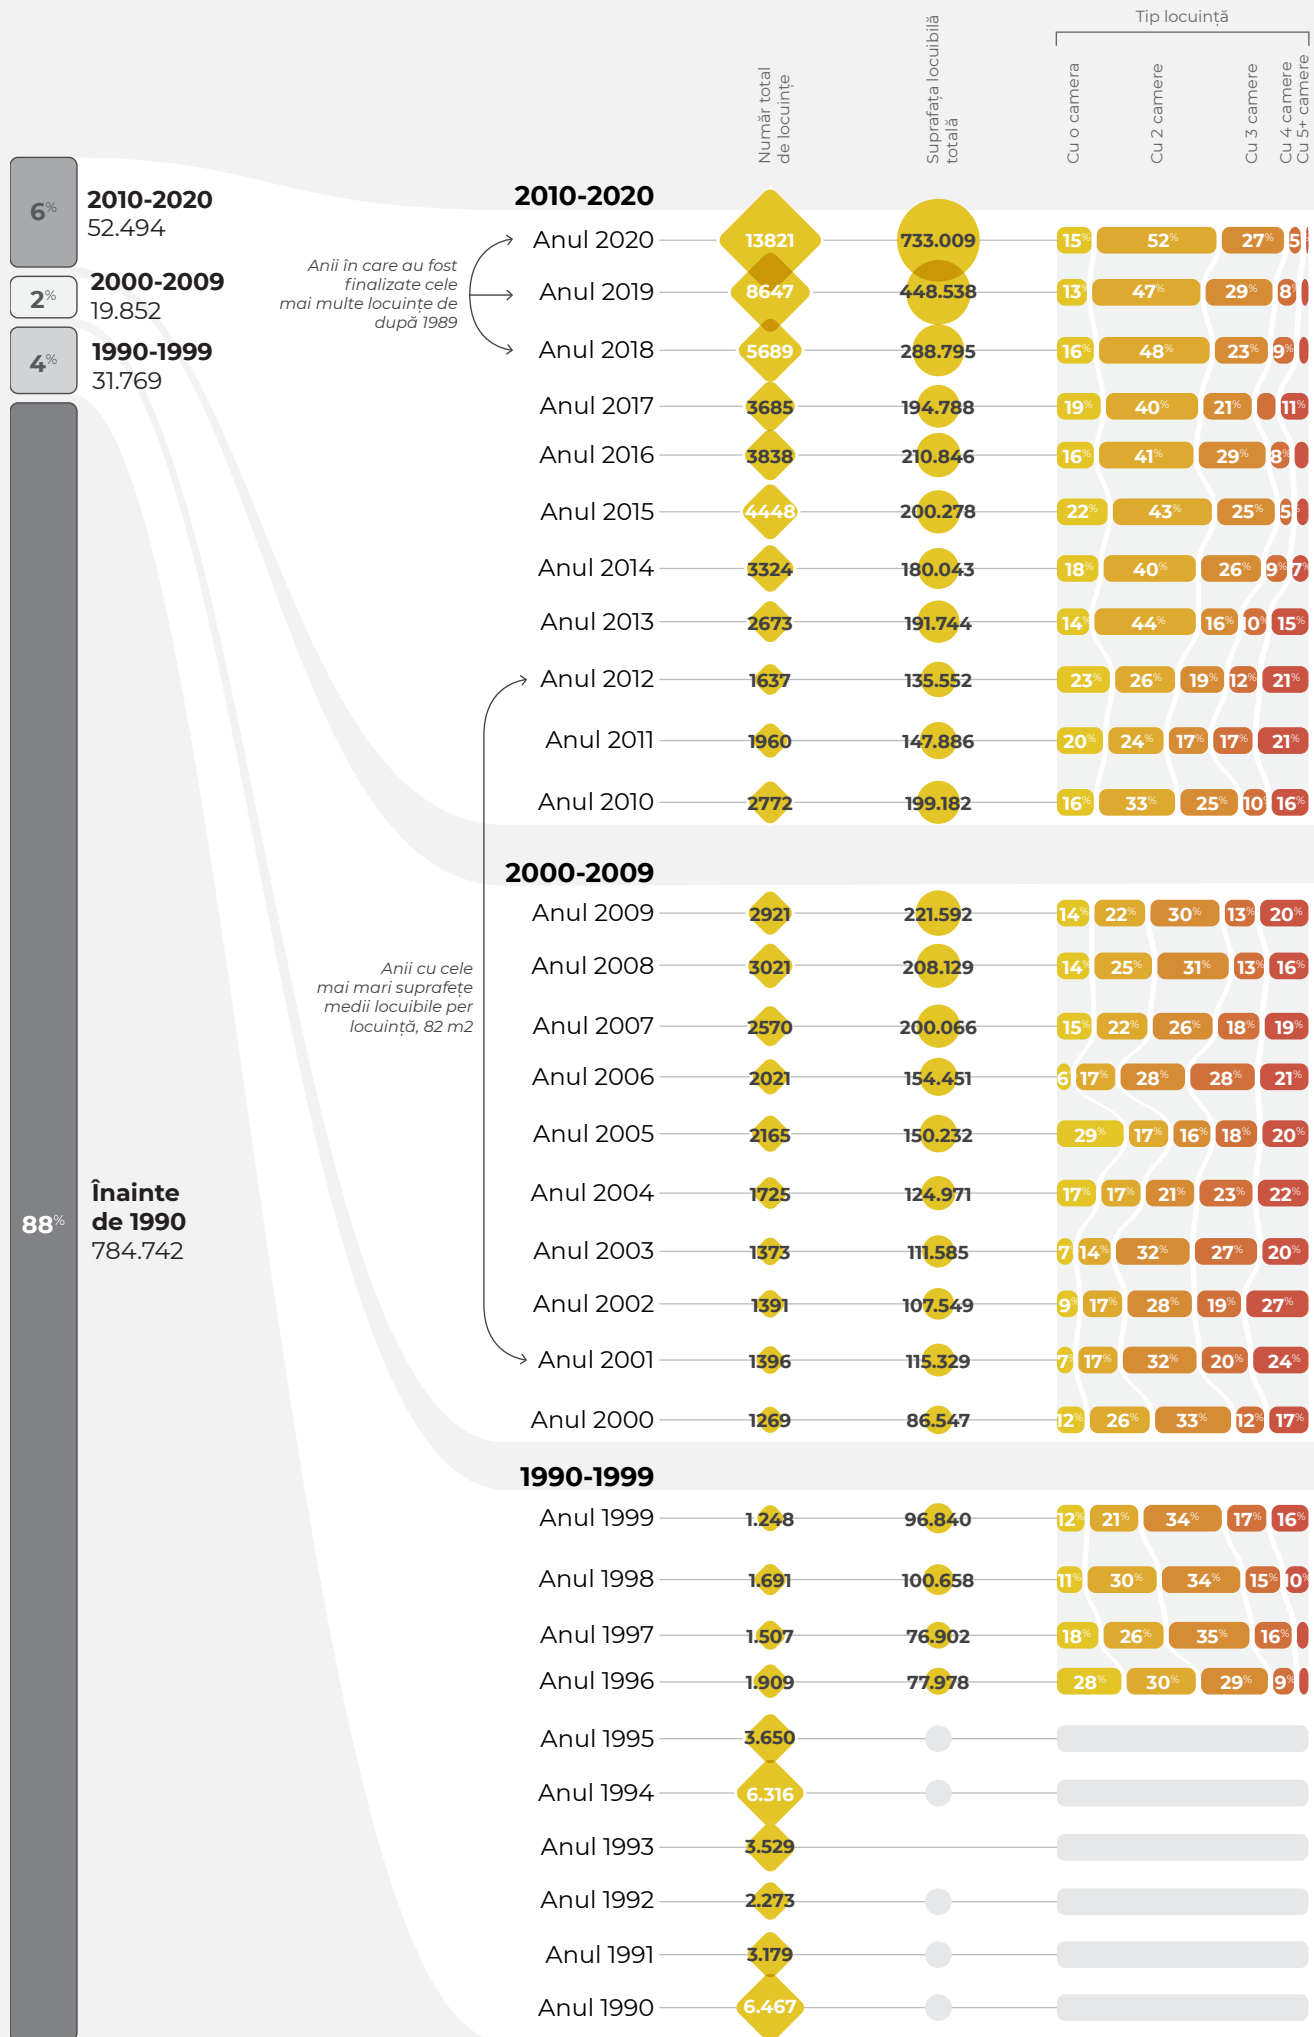 Tip locuință
Număr total
de locuințe
Suprafața locuibilă
totală
Cu o camera
Cu 2 camere
Cu 3 camere
Cu 4 camere
Cu 5+ camere
6%
2010-2020
52.494
2%
2000-2009
19.852
4%
1990-1999
31.769
88%
Înainte
de 1990
784.742
Anii în care au fost
finalizate cele
mai multe locuințe de
după 1989
Anii cu cele
mai mari suprafețe
medii locuibile per
locuință, 82 m2
2010-2020
Anul 2020 13821 733.009 15% 52% 27% 5%
Anul 2019 8647 448.538 13% 47% 29% 8%
Anul 2018 5689 288.795 16% 48% 23% 9%
Anul 2017 3685 194.788 19% 40% 21% 11%
Anul 2016 3838 210.846 16% 41% 29% 8%
Anul 2015 4448 200.278 22% 43% 25% 5%
Anul 2014 3324 180.043 18% 40% 26% 9% 7%
Anul 2013 2673 191.744 14% 44% 16% 10% 15%
Anul 2012 1637 135.552 23% 26% 19% 12% 21%
Anul 2011 1960 147.886 20% 24% 17% 17% 21%
Anul 2010 2772 199.182 16% 33% 25% 10% 16%
2000-2009
Anul 2009 2921 221.592 14% 22% 30% 13% 20%
Anul 2008 3021 208.129 14% 25% 31% 13% 16%
Anul 2007 2570 200.066 15% 22% 26% 18% 19%
Anul 2006 2021 154.451 6% 17% 28% 28% 21%
Anul 2005 2165 150.232 29% 17% 16% 18% 20%
Anul 2004 1725 124.971 17% 17% 21% 23% 22%
Anul 2003 1373 111.585 7% 14% 32% 27% 20%
Anul 2002 1391 107.549 9% 17% 28% 19% 27%
Anul 2001 1396 115.329 7% 17% 32% 20% 24%
Anul 2000 1269 86.547 12% 26% 33% 12% 17%
1990-1999
Anul 1999 1.248 96.840 12% 21% 34% 17% 16%
Anul 1998 1.691 100.658 11% 30% 34% 15% 10%
Anul 1997 1.507 76.902 18% 26% 35% 16%
Anul 1996 1.909 77.978 28% 30% 29% 9%
Anul 1995 3.650
Anul 1994 6.316
Anul 1993 3.529
Anul 1992 2.273
Anul 1991 3.179
Anul 1990 6.467